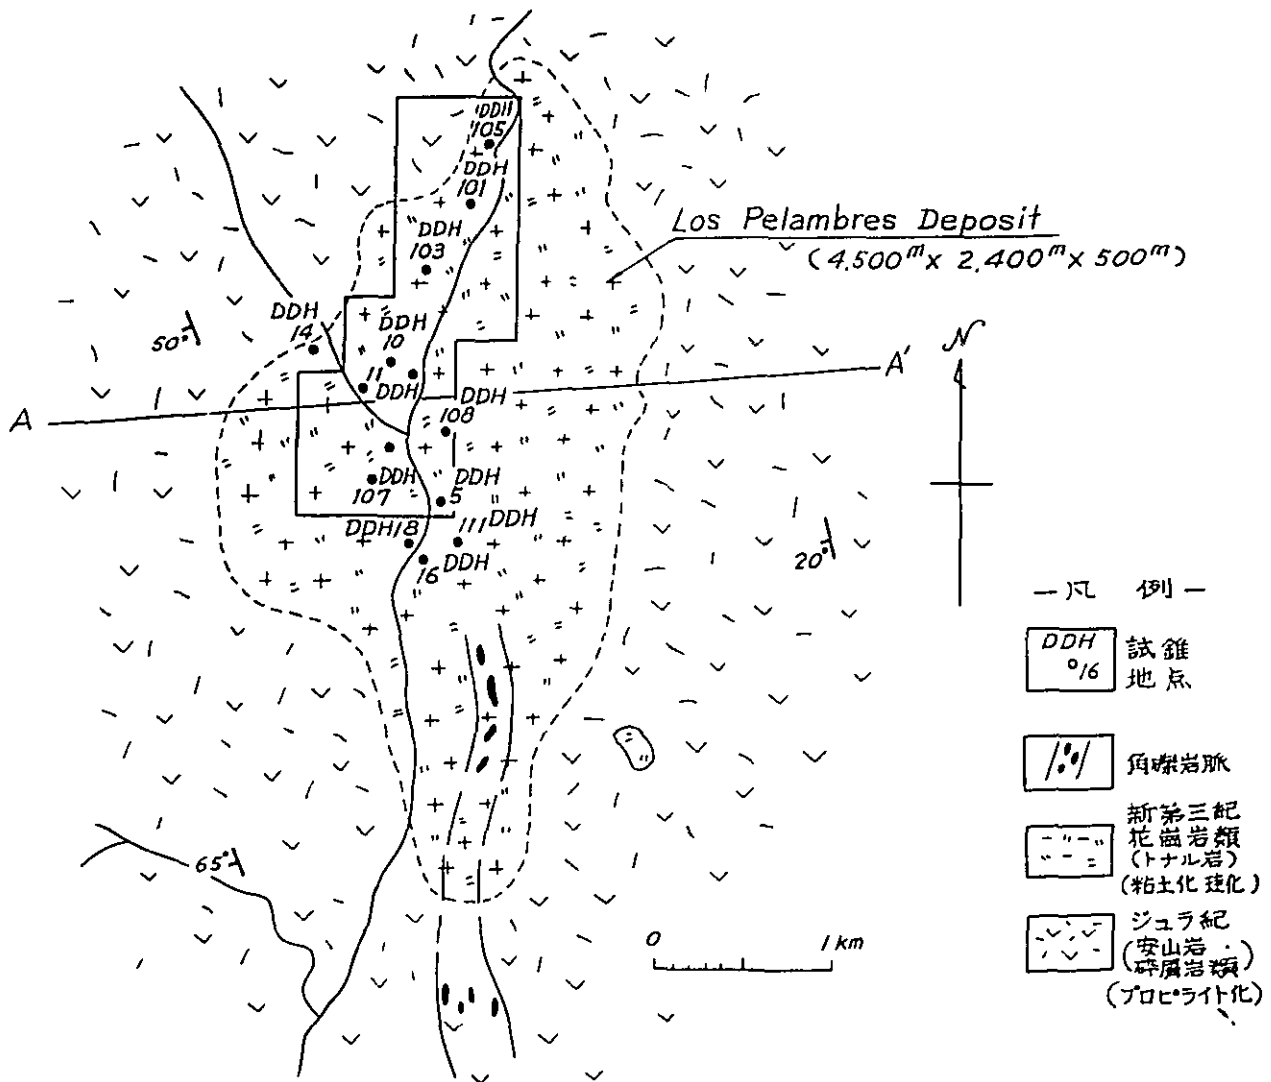 DDH
105
DDH
101
DDH
103
Los Pelambres Deposit
(4,500m x 2,400m x 500m)
DDH
14
50°
DDH
10
N
11
DDH
A
A'
DDH
108
DDH
107
DDH
5
DDH18
111 DDH
16 DDH
20°
65°
0 1 km
—凡 例—
DDH
16
試錐
地点
角礫岩脈
新第三紀
花崗岩類
(トナル岩)
(粘土化 珪化)
ジュラ紀
(安山岩・
砕屑岩類)
(プロピライト化)